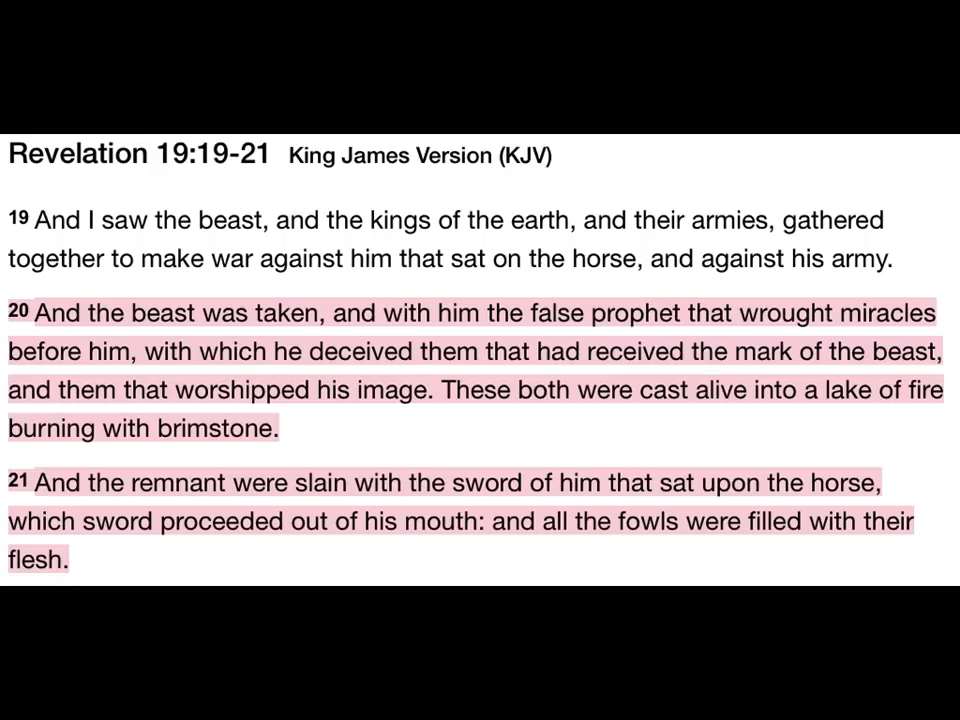 Revelation 19:19-21 King James Version (KJV)
19 And I saw the beast, and the kings of the earth, and their armies, gathered
together to make war against him that sat on the horse, and against his army.
20 And the beast was taken, and with him the false prophet that wrought miracles
before him, with which he deceived them that had received the mark of the beast,
and them that worshipped his image. These both were cast alive into a lake of fire
burning with brimstone.
21 And the remnant were slain with the sword of him that sat upon the horse,
which sword proceeded out of his mouth: and all the fowls were filled with their
flesh.